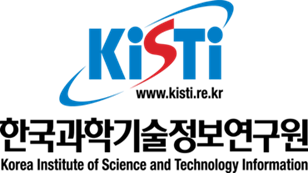 KiSTi
www.kisti.re.kr
한국과학기술정보연구원
Korea Institute of Science and Technology Information